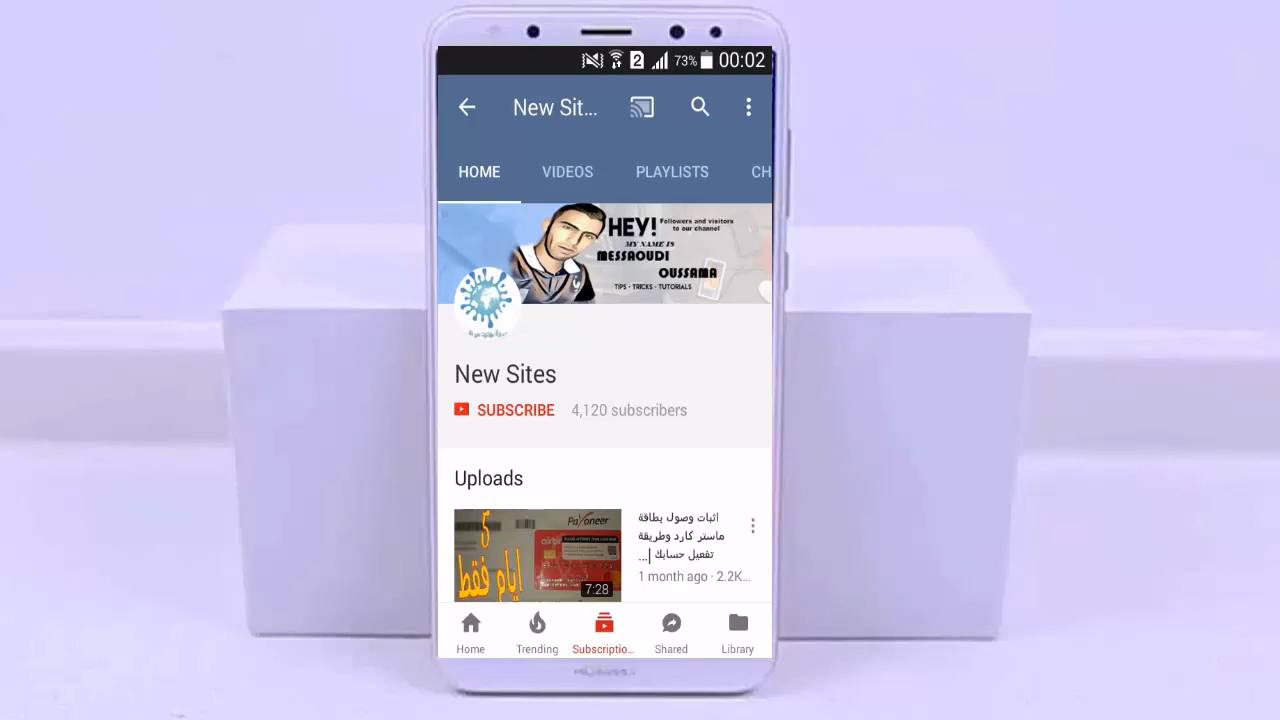 2 73% 00:02
New Sit...
HOME VIDEOS PLAYLISTS CH
HEY! Followers and visitors
to our channel
MY NAME IS
MESSAOUDI
OUSSAMA
TIPS - TRICKS - TUTORIALS
New Sites
SUBSCRIBE 4,120 subscribers
Uploads
Payoneer
5
ايام فقط
7:28
اثبات وصول بطاقة
ماستر كارد وطريقة
تفعيل حسابك |...
1 month ago · 2.2K...
Home Trending Subscriptio... Shared Library